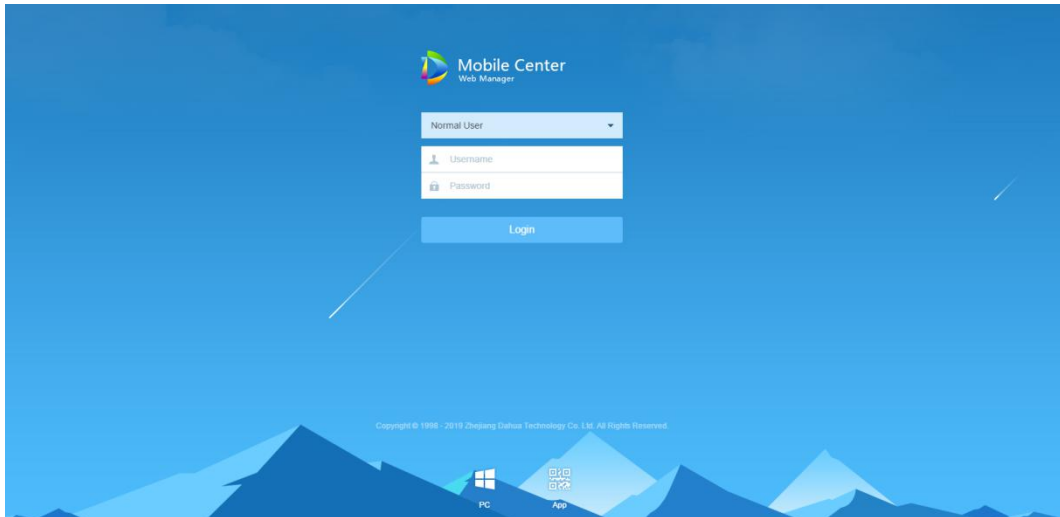 Mobile Center
Web Manager
Normal User
Username
Password
Login
Copyright © 1998 - 2019 Zhejiang Dahua Technology Co. Ltd. All Rights Reserved.
PC
App